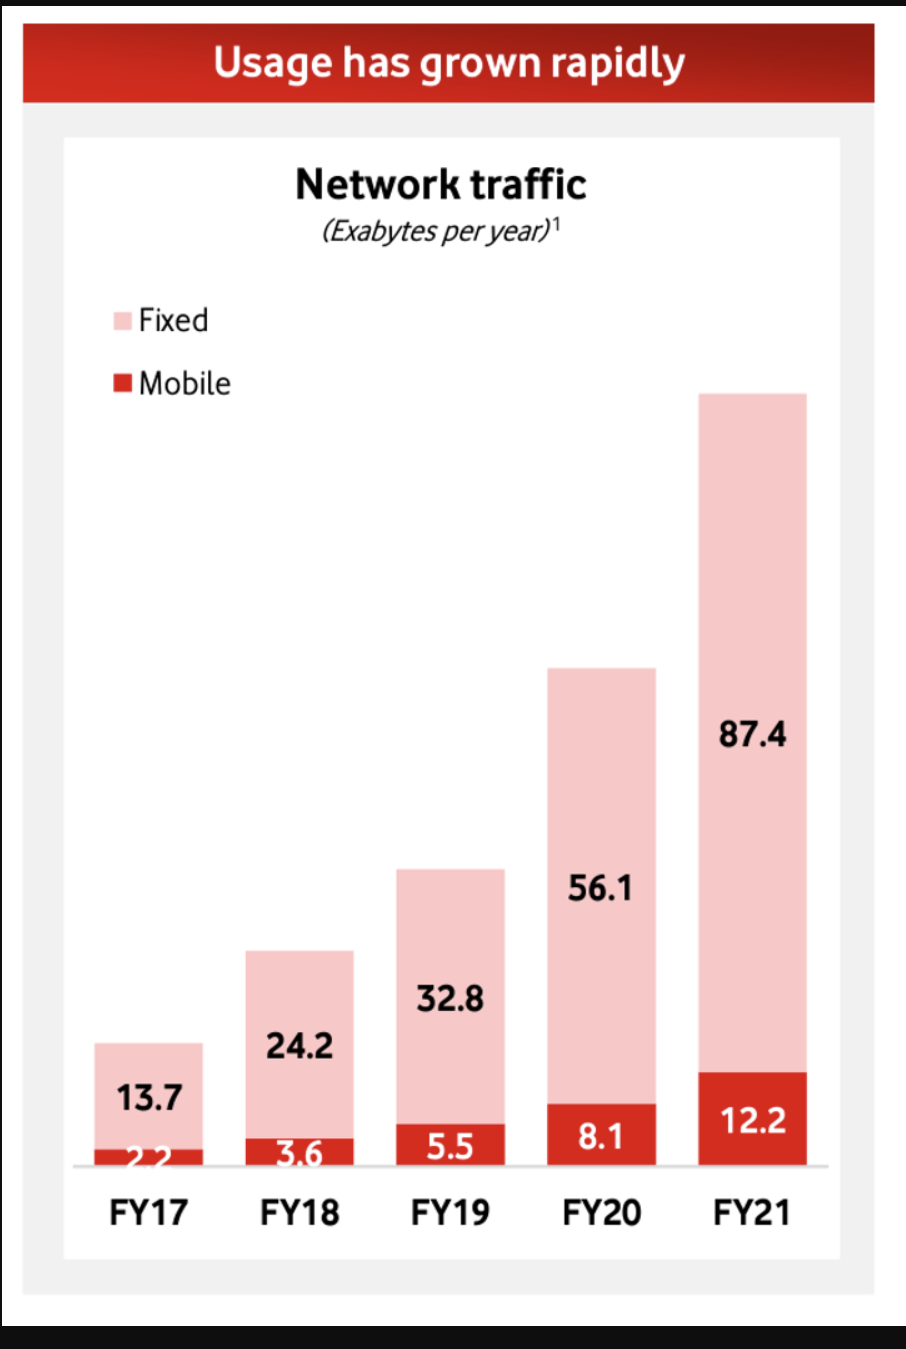 Usage has grown rapidly
Network traffic
(Exabytes per year)¹
Fixed
Mobile
87.4
56.1
32.8
24.2
13.7
12.2
8.1
5.5
3.6
2.2
FY17 FY18 FY19 FY20 FY21